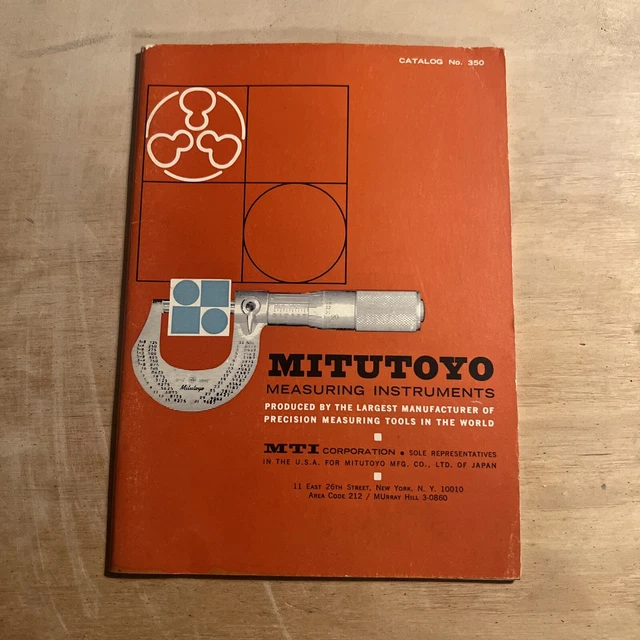 CATALOG No. 350
Mitutoyo
MITUTOYO
MEASURING INSTRUMENTS
PRODUCED BY THE LARGEST MANUFACTURER OF
PRECISION MEASURING TOOLS IN THE WORLD
MTI CORPORATION • SOLE REPRESENTATIVES
IN THE U.S.A. FOR MITUTOYO MFG. CO., LTD. OF JAPAN
11 EAST 26TH STREET, NEW YORK, N. Y. 10010
AREA CODE 212 / MURRAY HILL 3-0860